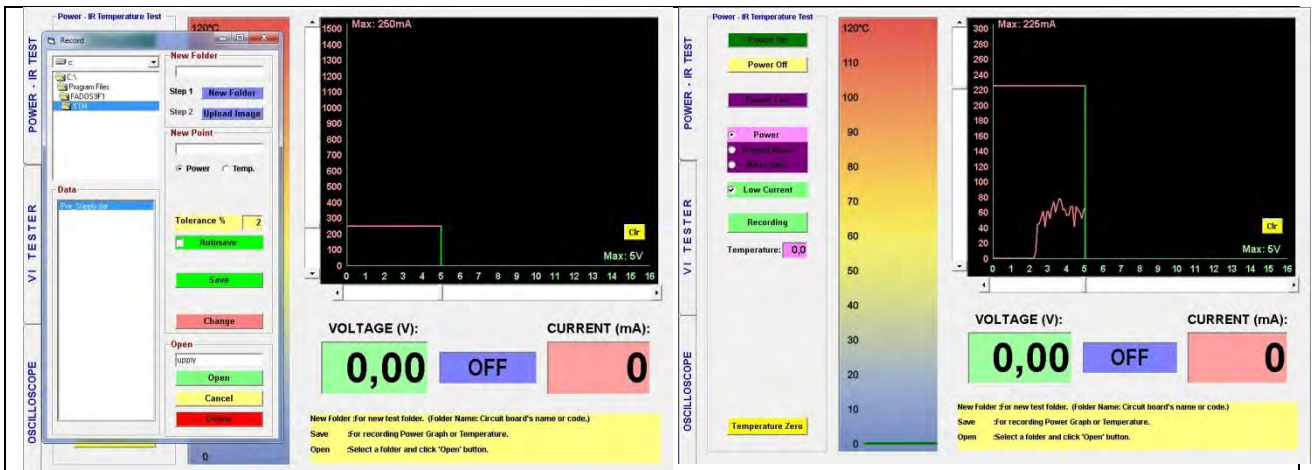 Power - IR Temperature Test
120°C
POWER - IR TEST
VI TESTER
OSCILLOSCOPE
Record
c:
C:\
Program Files
FADOS9F1
STM
Data
Pwr_Supply.dat
New Folder
Step 1 New Folder
Step 2 Upload Image
New Point
Power Temp.
Tolerance % 2
Autosave
Save
Change
Open
upply
Open
Cancel
Delete
0
Max: 250mA
1500
1400
1300
1200
1100
1000
900
800
700
600
500
400
300
200
100
0
Clr
Max: 5V
0 1 2 3 4 5 6 7 8 9 10 11 12 13 14 15 16
VOLTAGE (V): CURRENT (mA):
0,00 OFF 0
New Folder :For new test folder. (Folder Name: Circuit board's name or code.)
Save :For recording Power Graph or Temperature.
Open :Select a folder and click 'Open' button.
Power - IR Temperature Test
POWER - IR TEST
VI TESTER
OSCILLOSCOPE
Power On
Power Off
Power
Low Current
Recording
Temperature: 0,0
Temperature Zero
120°C
110
100
90
80
70
60
50
40
30
20
10
0
Max: 225mA
300
280
260
240
220
200
180
160
140
120
100
80
60
40
20
0
Clr
Max: 5V
0 1 2 3 4 5 6 7 8 9 10 11 12 13 14 15 16
VOLTAGE (V): CURRENT (mA):
0,00 OFF 0
New Folder :For new test folder. (Folder Name: Circuit board's name or code.)
Save :For recording Power Graph or Temperature.
Open :Select a folder and click 'Open' button.